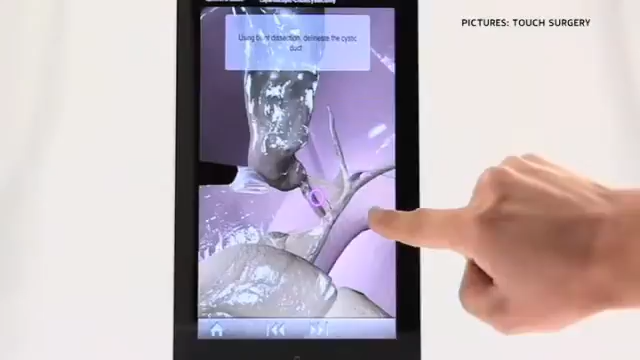 PICTURES: TOUCH SURGERY
Using blunt dissection, delineate the cystic
duct